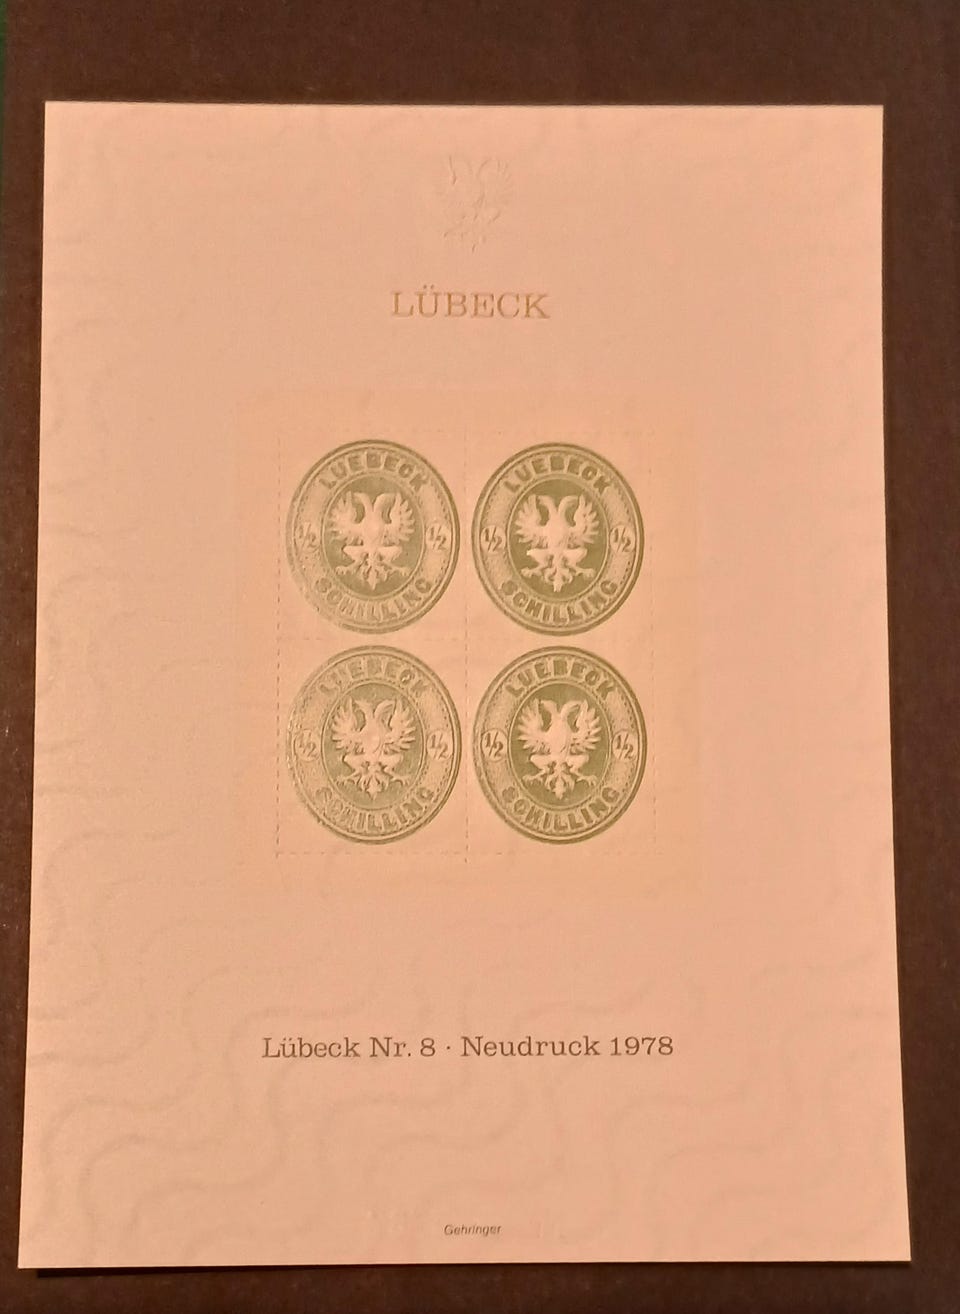 LÜBECK
LUEBECK
1/2 1/2
SCHILLING
LUEBECK
1/2 1/2
SCHILLING
LUEBECK
1/2 1/2
SCHILLING
LUEBECK
1/2 1/2
SCHILLING
Lübeck Nr. 8 · Neudruck 1978
Gehringer